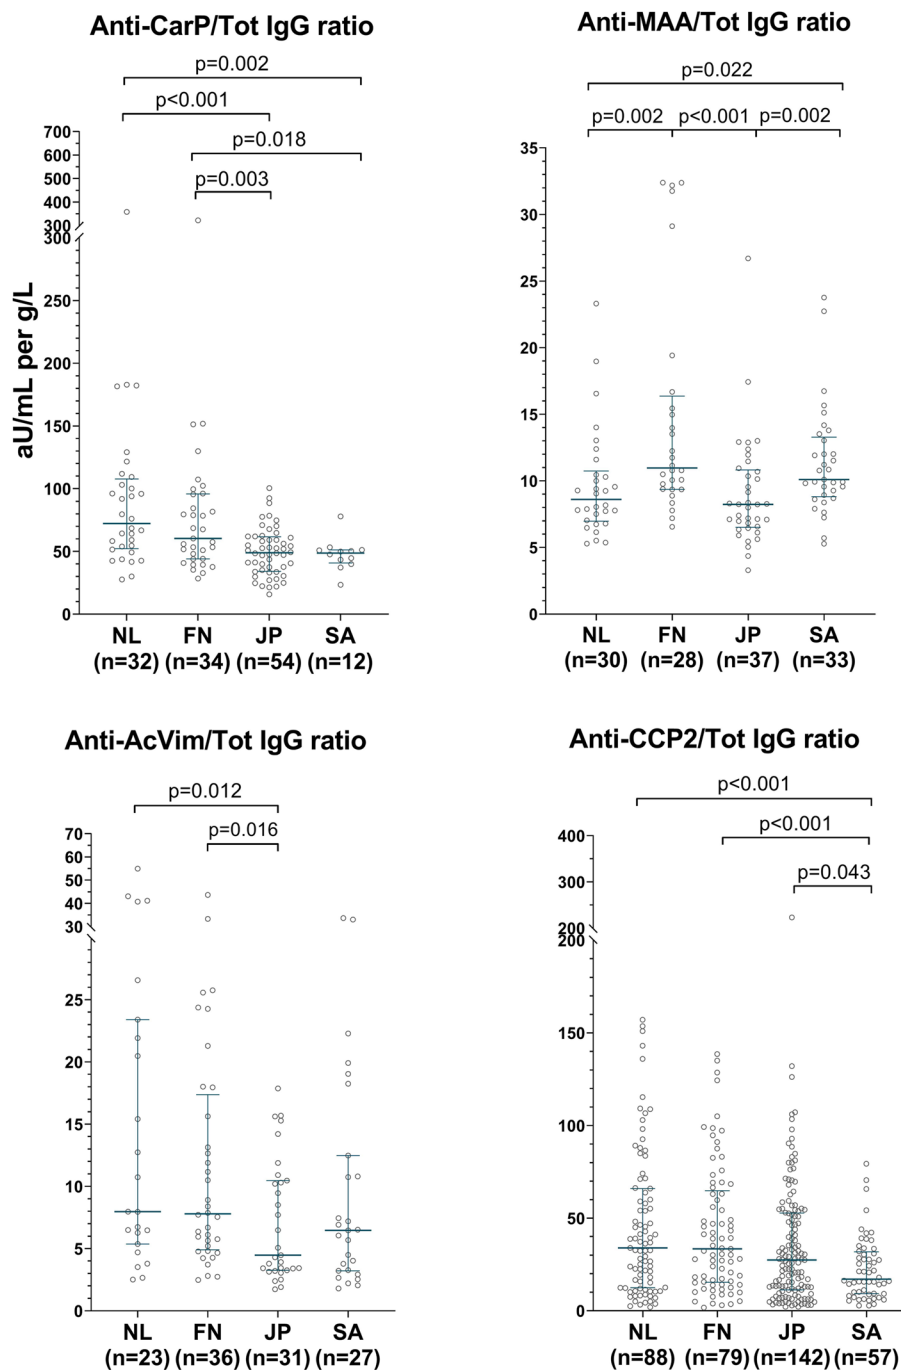 Anti-CarP/Tot IgG ratio
p=0.002
p<0.001
p=0.018
p=0.003
aU/mL per g/L
700
600
500
400
300
300
250
200
150
100
50
0
NL FN JP SA
(n=32) (n=34) (n=54) (n=12)
Anti-MAA/Tot IgG ratio
p=0.022
p=0.002 p<0.001 p=0.002
35
30
25
20
15
10
5
0
NL FN JP SA
(n=30) (n=28) (n=37) (n=33)
Anti-AcVim/Tot IgG ratio
p=0.012
p=0.016
70
60
50
40
30
25
20
15
10
5
0
NL FN JP SA
(n=23) (n=36) (n=31) (n=27)
Anti-CCP2/Tot IgG ratio
p<0.001
p<0.001
p=0.043
400
300
200
200
150
100
50
0
NL FN JP SA
(n=88) (n=79) (n=142) (n=57)